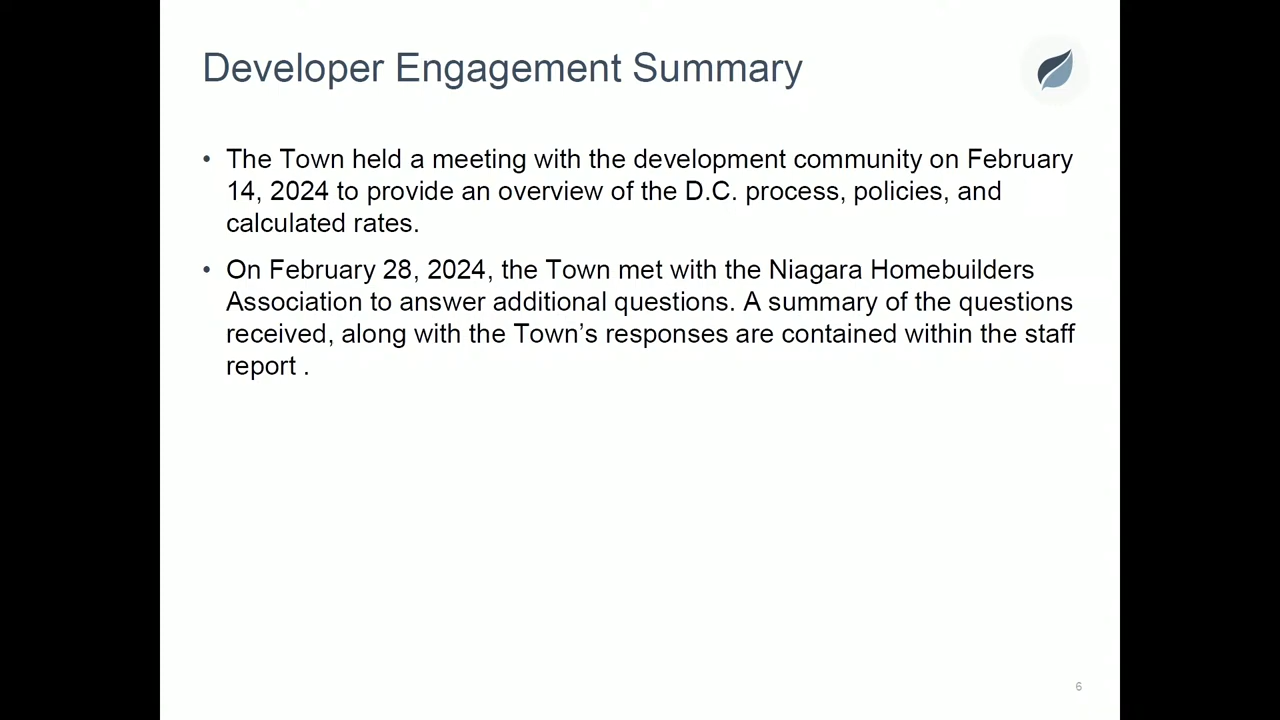 Developer Engagement Summary
• The Town held a meeting with the development community on February
14, 2024 to provide an overview of the D.C. process, policies, and
calculated rates.
• On February 28, 2024, the Town met with the Niagara Homebuilders
Association to answer additional questions. A summary of the questions
received, along with the Town’s responses are contained within the staff
report .
6